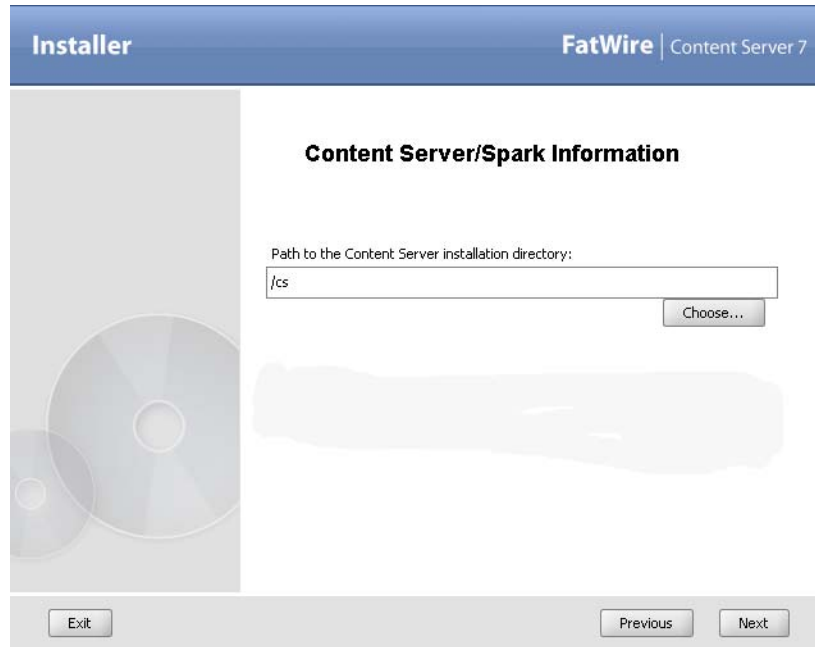 Installer
FatWire | Content Server 7
Content Server/Spark Information
Path to the Content Server installation directory:
/cs
Choose...
Exit
Previous
Next